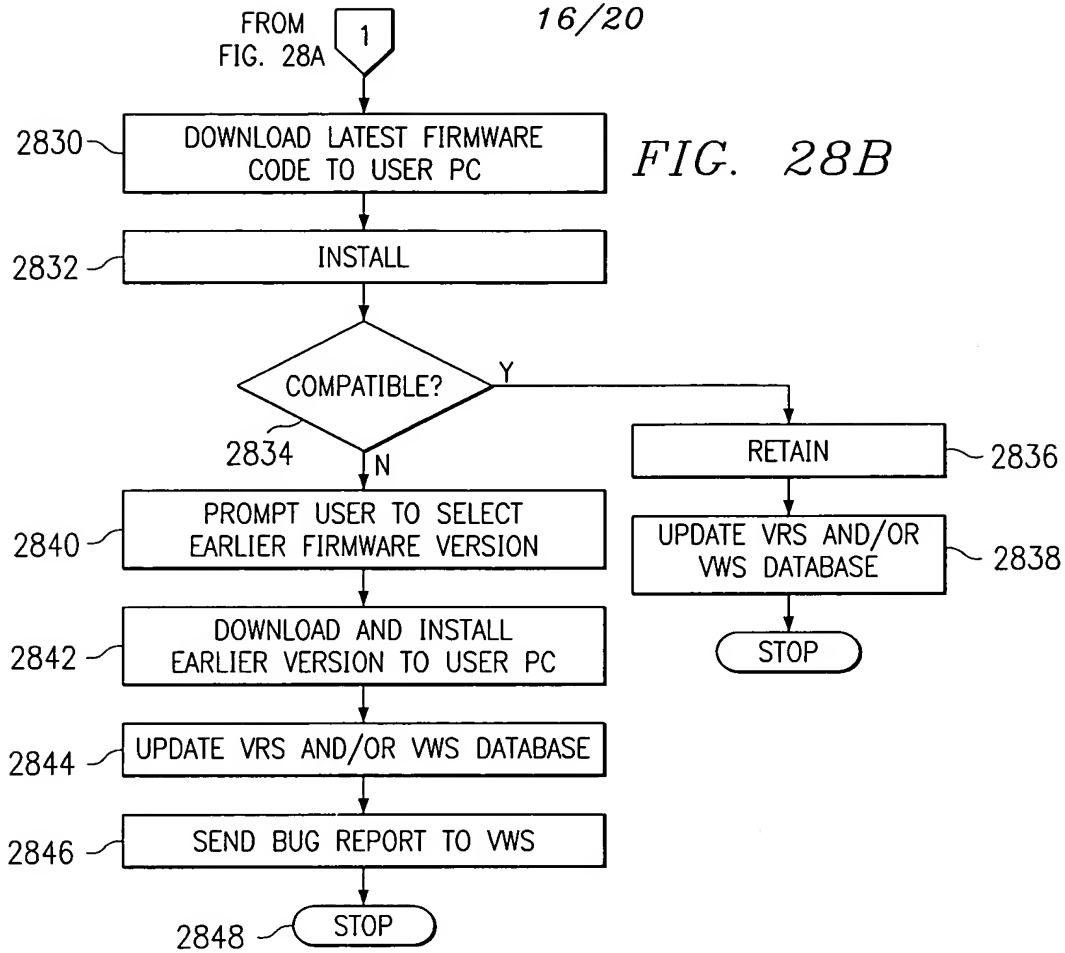 16/20
FROM
FIG. 28A
1
FIG. 28B
2830
DOWNLOAD LATEST FIRMWARE
CODE TO USER PC
2832
INSTALL
COMPATIBLE?
Y
2834
N
RETAIN
2836
UPDATE VRS AND/OR
VWS DATABASE
2838
STOP
2840
PROMPT USER TO SELECT
EARLIER FIRMWARE VERSION
2842
DOWNLOAD AND INSTALL
EARLIER VERSION TO USER PC
2844
UPDATE VRS AND/OR VWS DATABASE
2846
SEND BUG REPORT TO VWS
2848
STOP